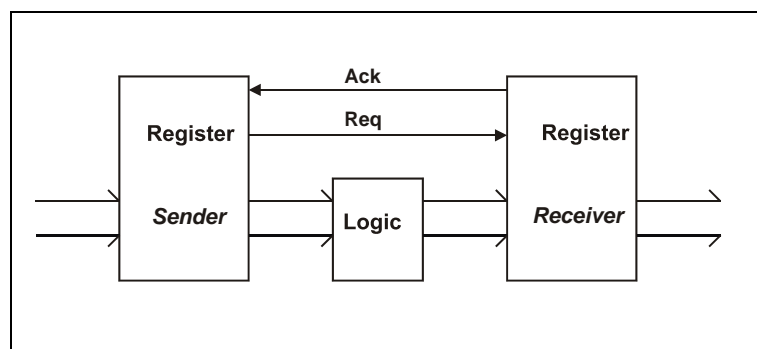 Ack
Req
Register
Register
Sender
Logic
Receiver